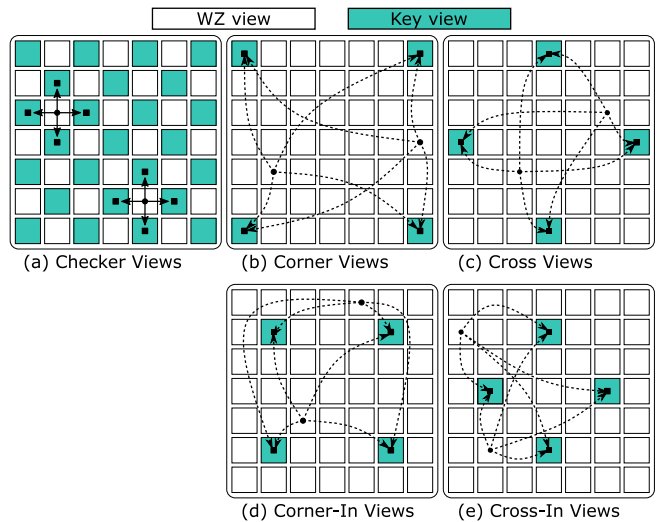 WZ view
Key view
(a) Checker Views
(b) Corner Views
(c) Cross Views
(d) Corner-In Views
(e) Cross-In Views